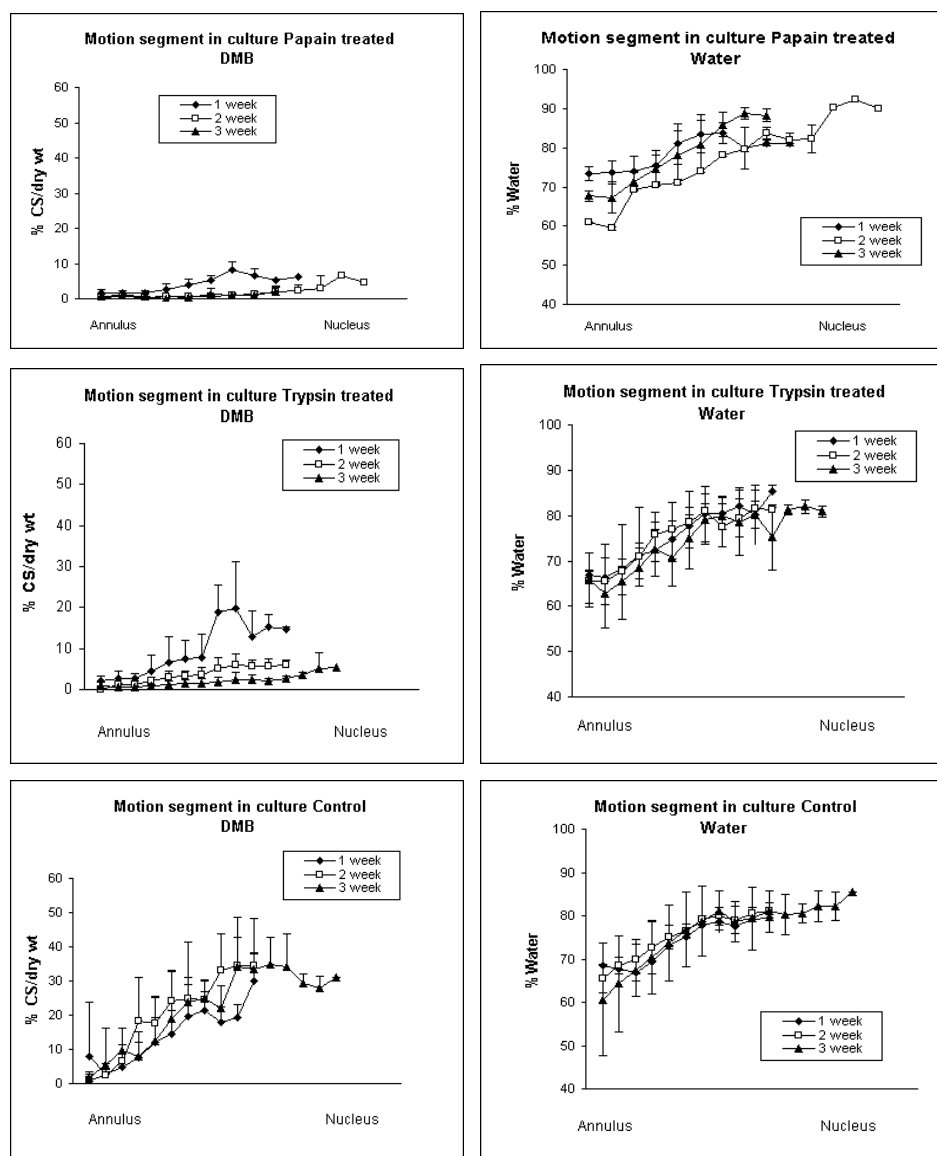 Motion segment in culture Papain treated
DMB
60
50
40
30
20
10
0
% CS/dry wt
1 week
2 week
3 week
Annulus
Nucleus
Motion segment in culture Papain treated
Water
100
90
80
70
60
50
40
% Water
1 week
2 week
3 week
Annulus
Nucleus
Motion segment in culture Trypsin treated
DMB
60
50
40
30
20
10
0
% CS/dry wt
1 week
2 week
3 week
Annulus
Nucleus
Motion segment in culture Trypsin treated
Water
100
90
80
70
60
50
40
% Water
1 week
2 week
3 week
Annulus
Nucleus
Motion segment in culture Control
DMB
60
50
40
30
20
10
0
% CS/dry wt
1 week
2 week
3 week
Annulus
Nucleus
Motion segment in culture Control
Water
100
90
80
70
60
50
40
% Water
1 week
2 week
3 week
Annulus
Nucleus